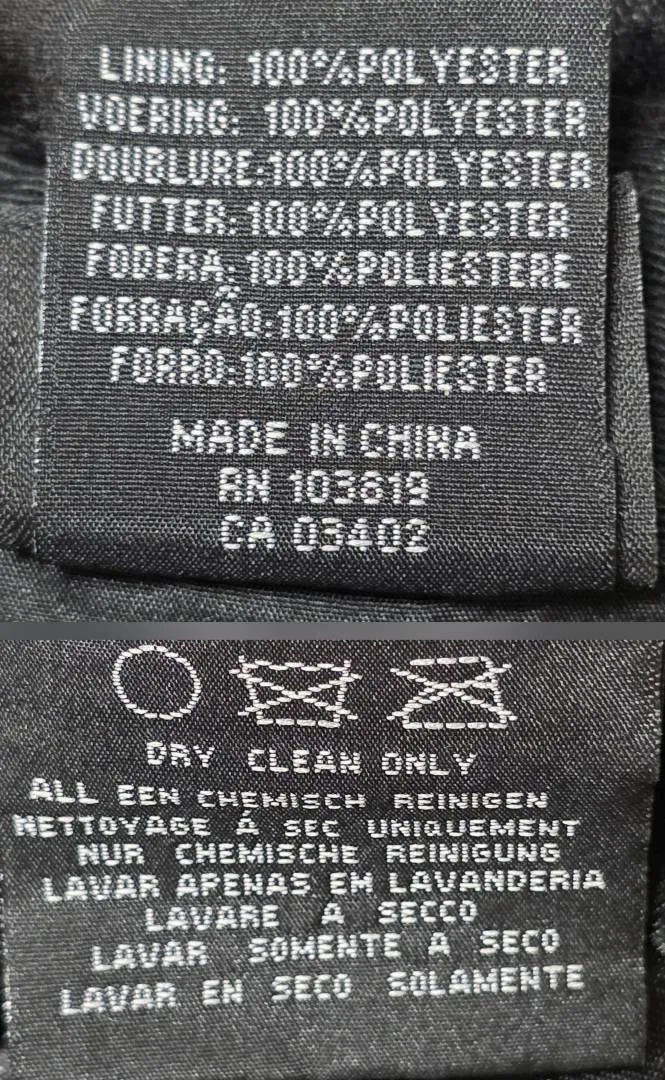 LINING: 100%POLYESTER
VOERING: 100%POLYESTER
DOUBLURE:100%POLYESTER
FUTTER:100%POLYESTER
FODERA:100%POLIESTERE
FORRAÇÃO:100%POLIESTER
FORRO:100%POLIESTER
MADE IN CHINA
RN 103819
CA 03402
DRY CLEAN ONLY
ALL EEN CHEMISCH REINIGEN
NETTOYAGE Á SEC UNIQUEMENT
NUR CHEMISCHE REINIGUNG
LAVAR APENAS EM LAVANDERIA
LAVARE A SECCO
LAVAR SOMENTE A SECO
LAVAR EN SECO SOLAMENTE